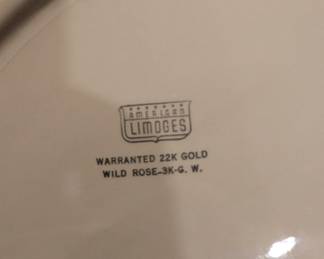 AMERICAN
LIMOGES
WARRANTED 22K GOLD
WILD ROSE-3K-G. W.